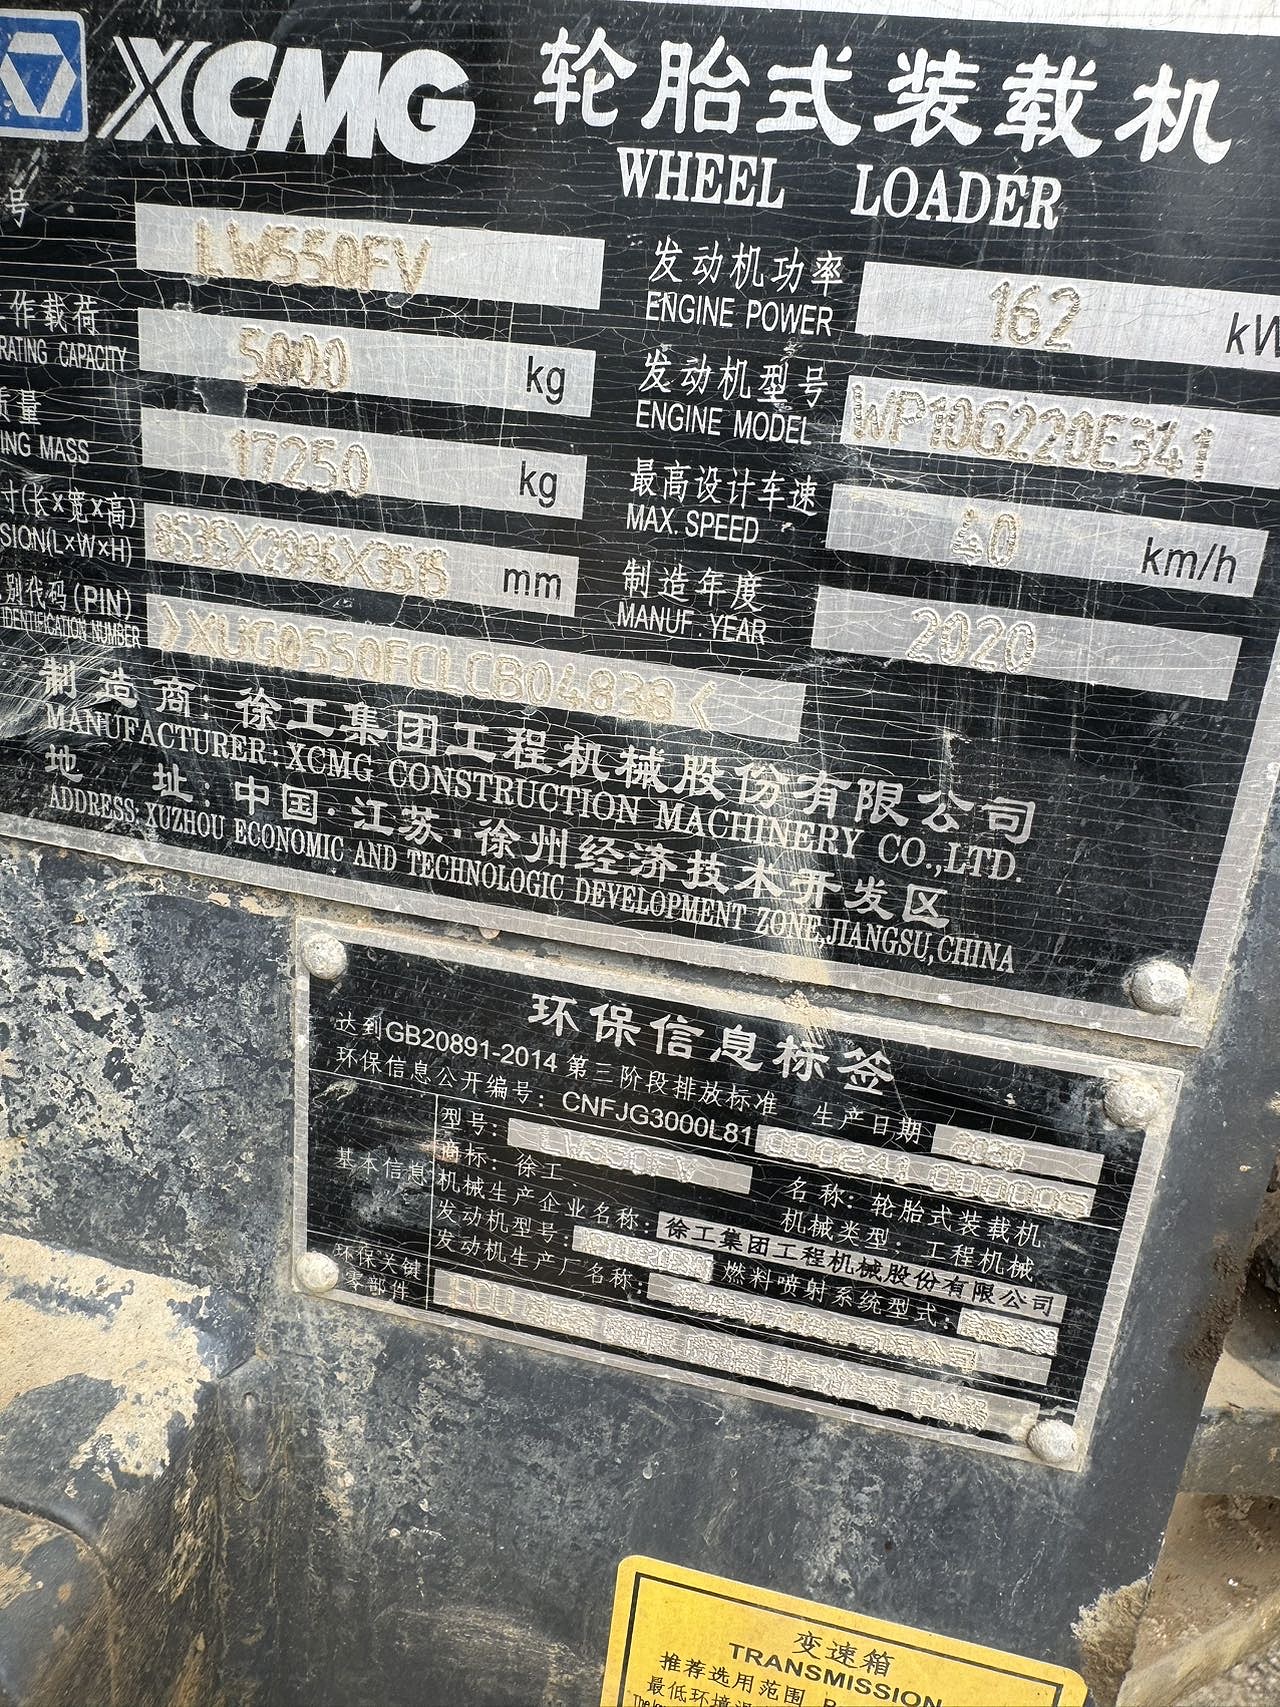 XCMG 轮胎式装载机
WHEEL LOADER
号 LW550FV
发动机功率 162 kW
ENGINE POWER
作载荷 5000 kg
RATING CAPACITY
发动机型号 WP10G220E341
ENGINE MODEL
质量 17250 kg
ING MASS
最高设计车速 40 km/h
MAX. SPEED
寸(长×宽×高) 8535X2996X3515 mm
SION(L×W×H)
制造年度 2020
MANUF. YEAR
别代码(PIN) XUG0550FCLCB04838
IDENTIFICATION NUMBER
制造商: 徐工集团工程机械股份有限公司
MANUFACTURER: XCMG CONSTRUCTION MACHINERY CO.,LTD.
地址: 中国·江苏·徐州经济技术开发区
ADDRESS: XUZHOU ECONOMIC AND TECHNOLOGIC DEVELOPMENT ZONE,JIANGSU,CHINA
环保信息标签
达到GB20891-2014 第三阶段排放标准 生产日期
环保信息公开编号: CNFJG3000L81
型号: LW550FV 名称: 轮胎式装载机
基本信息 商标: 徐工 机械类型: 工程机械
机械生产企业名称: 徐工集团工程机械股份有限公司
发动机型号: 燃料喷射系统型式:
发动机生产厂名称:
环保关键
零部件
变速箱
TRANSMISSION
推荐选用范围
最低环境温